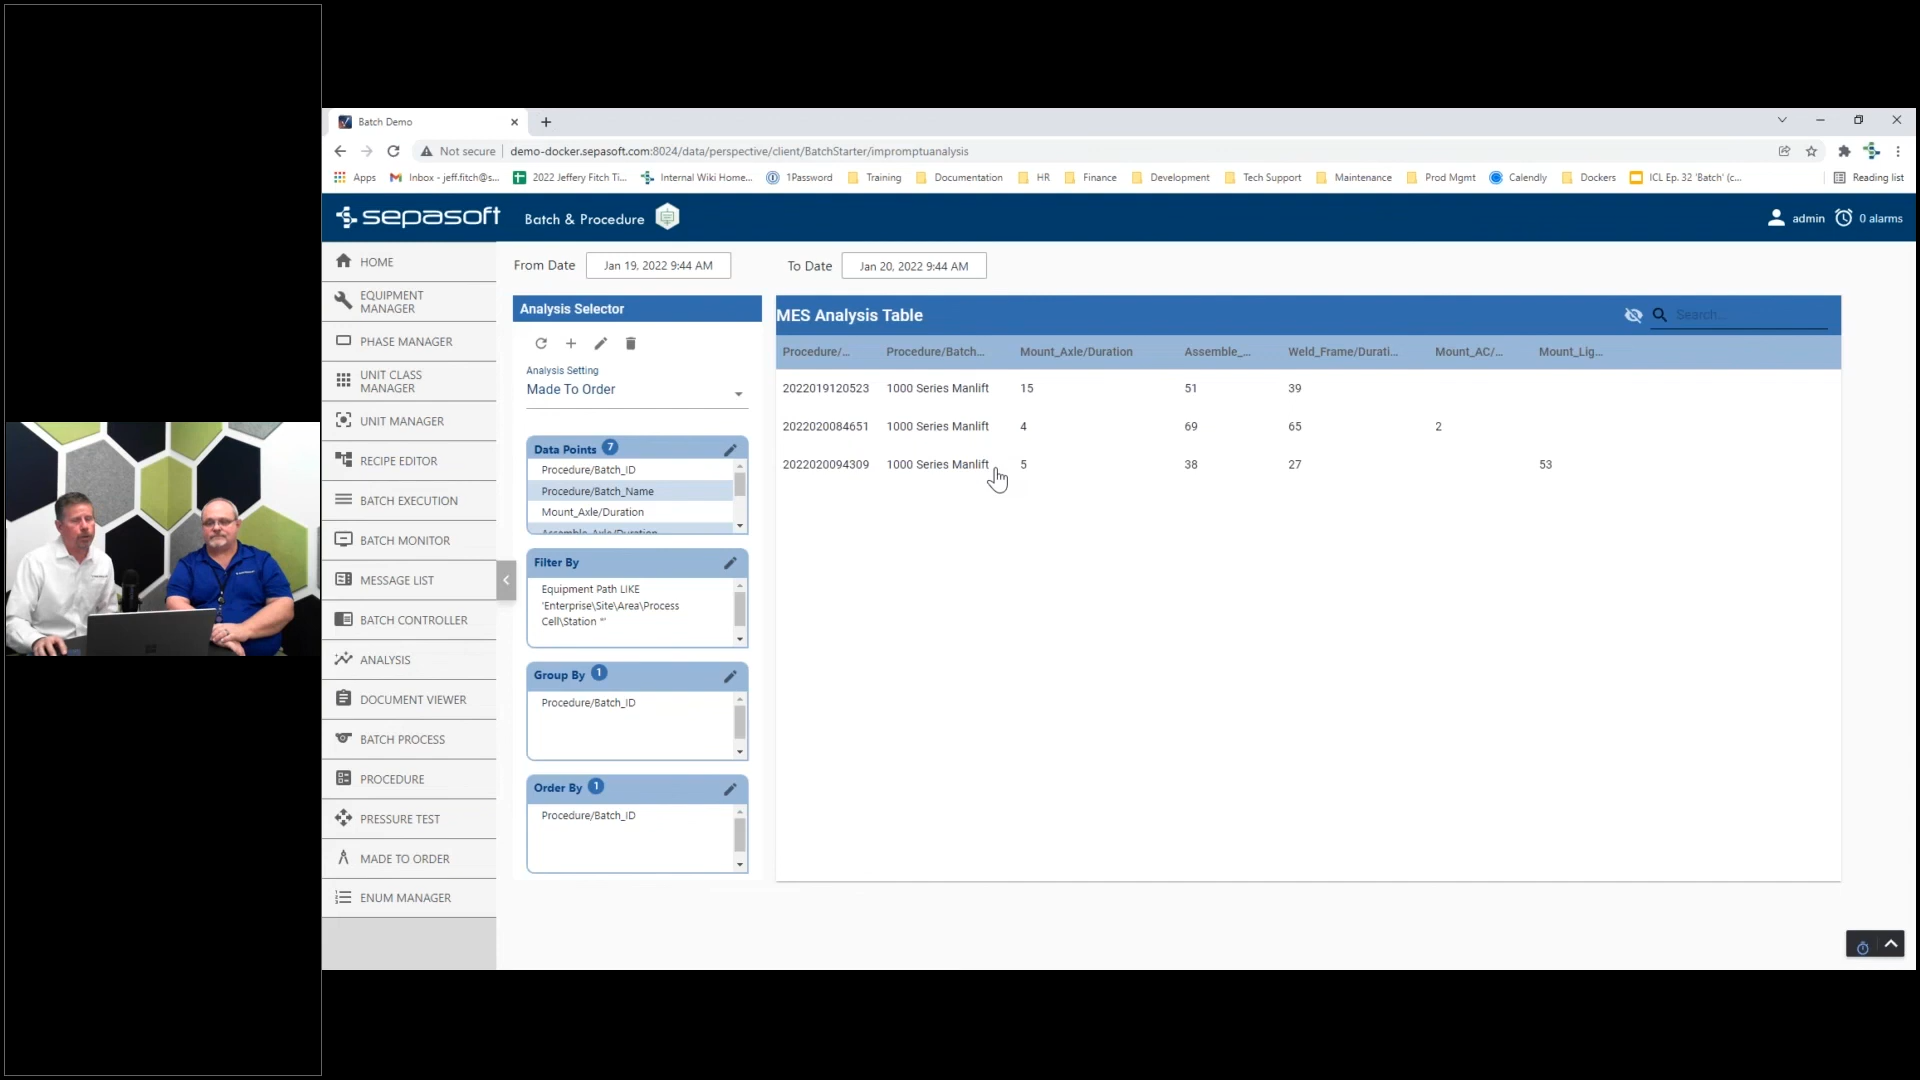 Batch Demo
Not secure
demo-docker.sepasoft.com:8024/data/perspective/client/BatchStarter/impromptuanalysis
Apps
Inbox - jeff.fitch@s...
2022 Jeffery Fitch Ti...
Internal Wiki Home...
1Password
Training
Documentation
HR
Finance
Development
Tech Support
Maintenance
Prod Mgmt
Calendly
Dockers
ICL Ep. 32 'Batch' (c...
Reading list
sepasoft
Batch & Procedure
admin
0 alarms
HOME
EQUIPMENT
MANAGER
PHASE MANAGER
UNIT CLASS
MANAGER
UNIT MANAGER
RECIPE EDITOR
BATCH EXECUTION
BATCH MONITOR
MESSAGE LIST
BATCH CONTROLLER
ANALYSIS
DOCUMENT VIEWER
BATCH PROCESS
PROCEDURE
PRESSURE TEST
MADE TO ORDER
ENUM MANAGER
From Date
Jan 19, 2022 9:44 AM
To Date
Jan 20, 2022 9:44 AM
Analysis Selector
Analysis Setting
Made To Order
Data Points 7
Procedure/Batch_ID
Procedure/Batch_Name
Mount_Axle/Duration
Assemble_Axle/Duration
Filter By
Equipment Path LIKE
'Enterprise\Site\Area\Process
Cell\Station *'
Group By 1
Procedure/Batch_ID
Order By 1
Procedure/Batch_ID
MES Analysis Table
Search...
Procedure/... Procedure/Batch... Mount_Axle/Duration Assemble_... Weld_Frame/Durati... Mount_AC/... Mount_Lig...
2022019120523 1000 Series Manlift 15 51 39
2022020084651 1000 Series Manlift 4 69 65 2
2022020094309 1000 Series Manlift 5 38 27 53